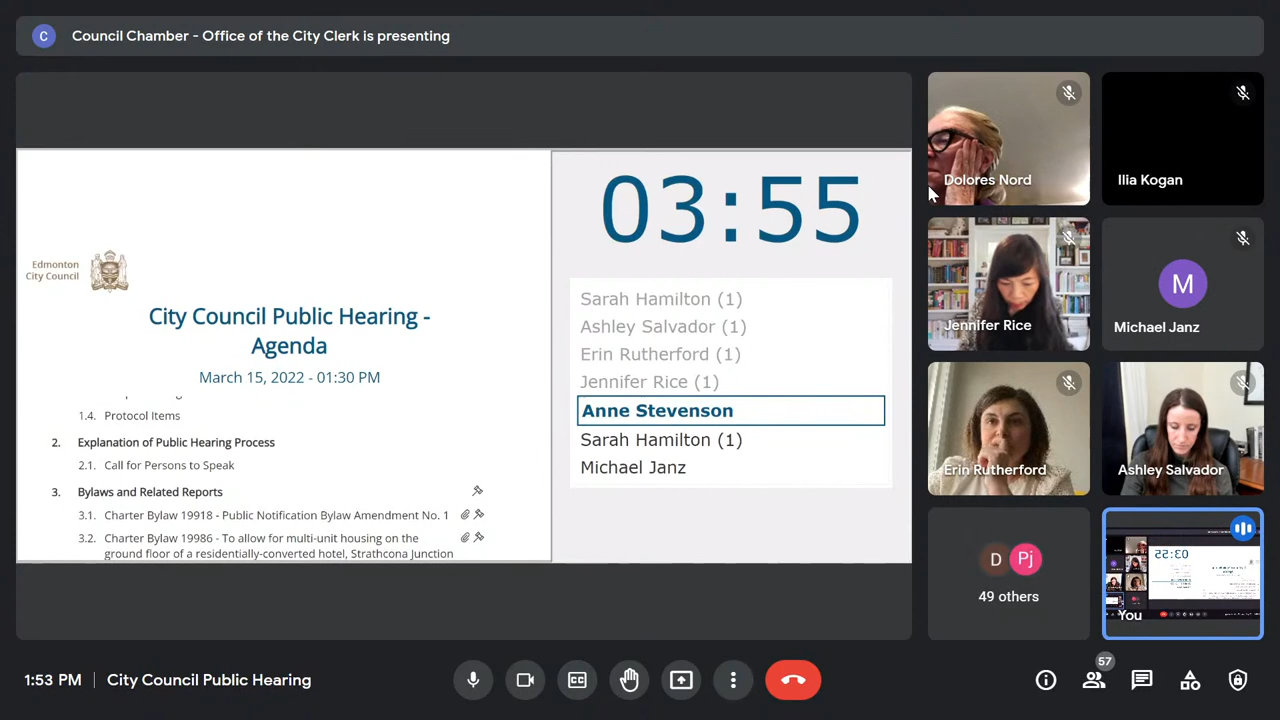 C
Council Chamber - Office of the City Clerk is presenting
Edmonton
City Council
City Council Public Hearing -
Agenda
March 15, 2022 - 01:30 PM
1.4. Protocol Items
2. Explanation of Public Hearing Process
2.1. Call for Persons to Speak
3. Bylaws and Related Reports
3.1. Charter Bylaw 19918 - Public Notification Bylaw Amendment No. 1
3.2. Charter Bylaw 19986 - To allow for multi-unit housing on the
ground floor of a residentially-converted hotel, Strathcona Junction
03:55
Sarah Hamilton (1)
Ashley Salvador (1)
Erin Rutherford (1)
Jennifer Rice (1)
Anne Stevenson
Sarah Hamilton (1)
Michael Janz
Dolores Nord
Ilia Kogan
Jennifer Rice
M
Michael Janz
Erin Rutherford
Ashley Salvador
D
Pj
49 others
03:55
You
1:53 PM | City Council Public Hearing
CC
57